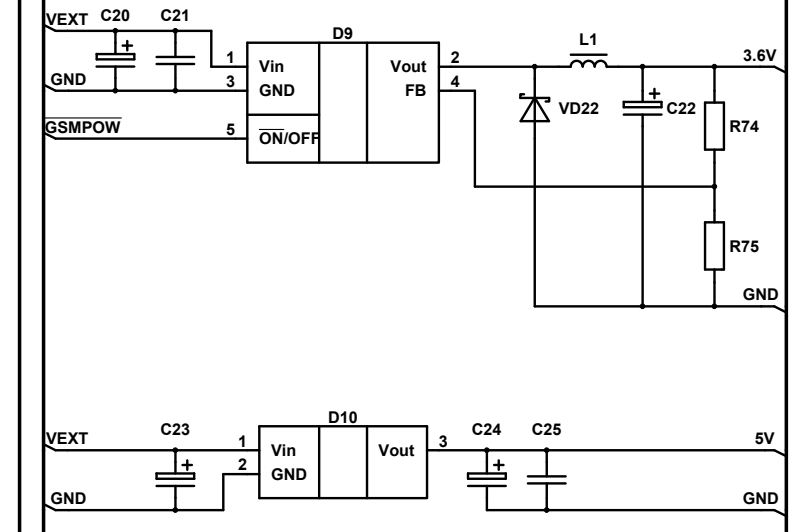 VEXT C20 C21
D9
L1
+
1 Vin Vout 2 3.6V
GND 3 GND FB 4
+
VD22 C22 R74
GSMPOW 5 ON/OFF
R75
GND
D10
VEXT C23 C24 C25 5V
1 Vin Vout 3
+ 2 GND +
GND GND